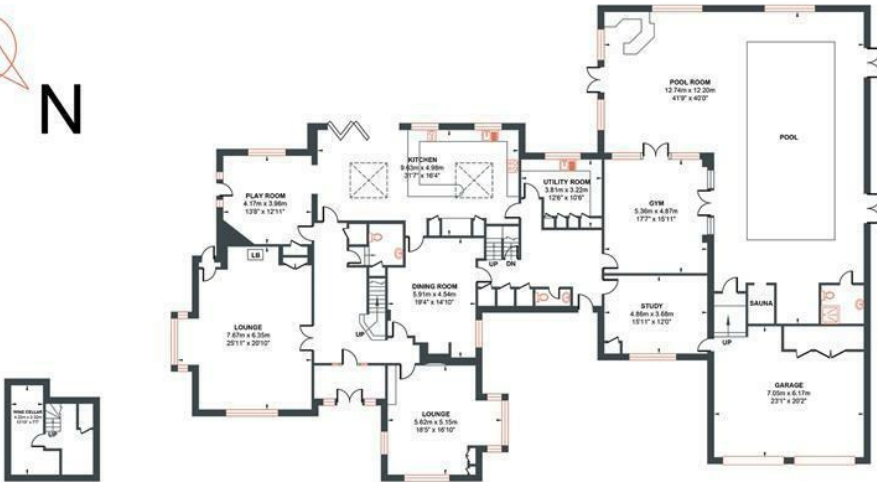 N
POOL ROOM
12.74m x 12.20m
41'9" x 40'0"
POOL
KITCHEN
9.63m x 4.98m
31'7" x 16'4"
PLAY ROOM
4.17m x 3.96m
13'8" x 12'11"
UTILITY ROOM
3.81m x 3.22m
12'6" x 10'6"
GYM
5.36m x 4.87m
17'7" x 15'11"
LB
UP
DN
DINING ROOM
5.91m x 4.54m
19'4" x 14'10"
STUDY
4.86m x 3.68m
15'11" x 12'0"
SAUNA
LOUNGE
7.67m x 6.35m
25'11" x 20'10"
UP
UP
GARAGE
7.05m x 6.17m
23'1" x 20'2"
LOUNGE
5.62m x 5.15m
18'5" x 16'10"
WINE CELLAR
UP